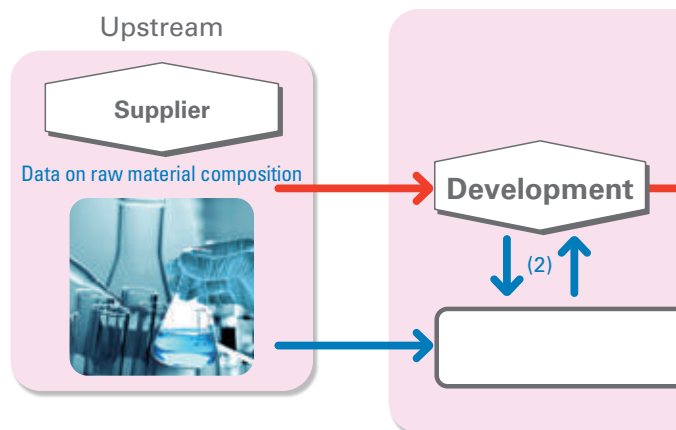 Upstream
Supplier
Data on raw material composition
Development
(2)